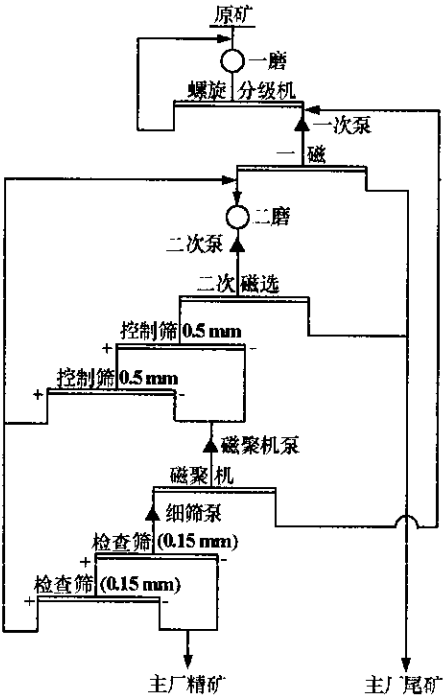 原矿
一磨
螺旋分级机
一次泵
一磁
二磨
二次泵
二次磁选
控制筛0.5 mm
+ -
控制筛0.5 mm
+ -
磁聚机泵
磁聚机
细筛泵
检查筛(0.15 mm)
+ -
检查筛(0.15 mm)
+ -
主厂精矿 主厂尾矿